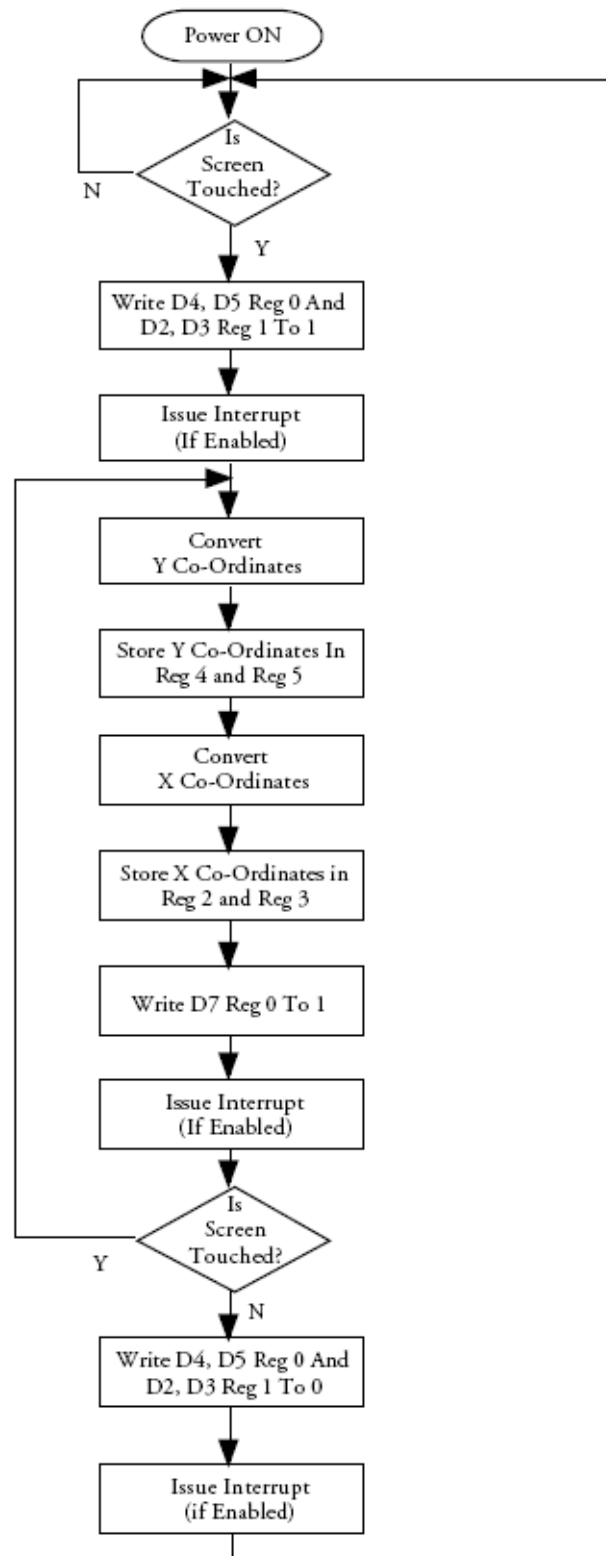 Power ON
Is
Screen
Touched?
N
Y
Write D4, D5 Reg 0 And
D2, D3 Reg 1 To 1
Issue Interrupt
(If Enabled)
Convert
Y Co-Ordinates
Store Y Co-Ordinates In
Reg 4 and Reg 5
Convert
X Co-Ordinates
Store X Co-Ordinates in
Reg 2 and Reg 3
Write D7 Reg 0 To 1
Issue Interrupt
(If Enabled)
Is
Screen
Touched?
Y
N
Write D4, D5 Reg 0 And
D2, D3 Reg 1 To 0
Issue Interrupt
(if Enabled)